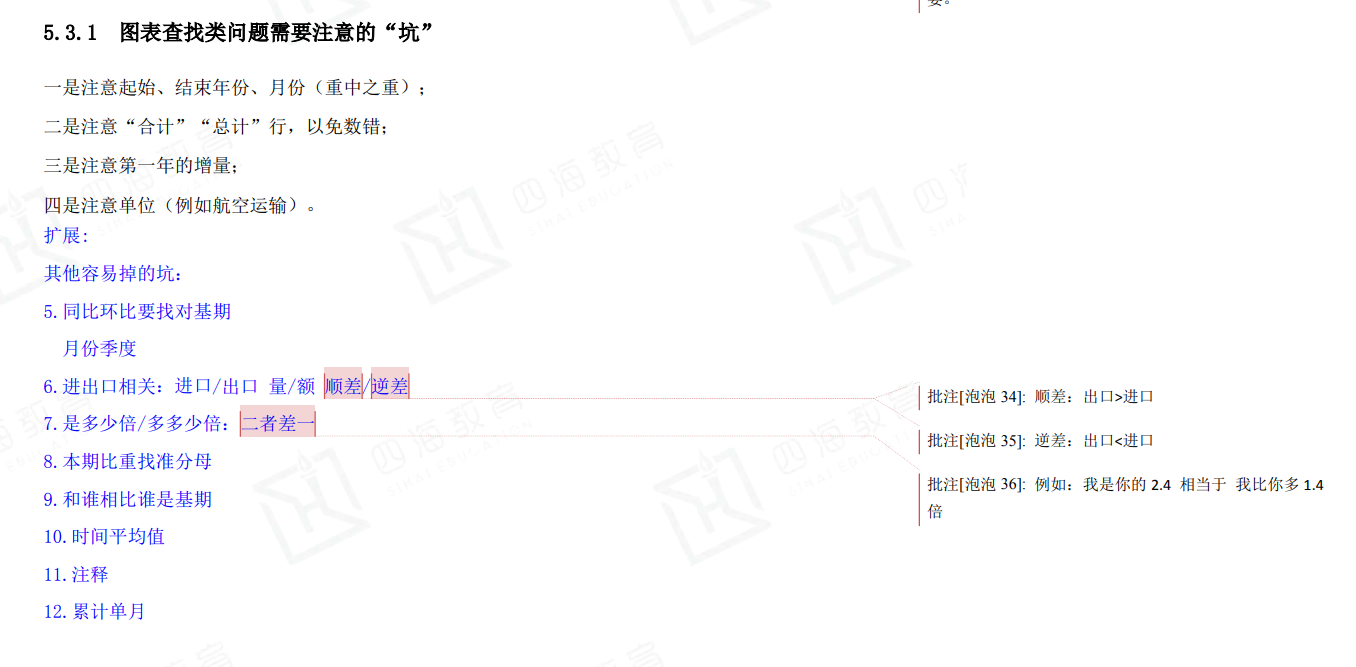 5.3.1 图表查找类问题需要注意的“坑”
一是注意起始、结束年份、月份（重中之重）；
二是注意“合计”“总计”行，以免数错；
三是注意第一年的增量；
四是注意单位（例如航空运输）。
扩展：
其他容易掉的坑：
5.同比环比要找对基期
月份季度
6.进出口相关：进口/出口 量/额 顺差/逆差
7.是多少倍/多多少倍：二者差一
8.本期比重找准分母
9.和谁相比谁是基期
10.时间平均值
11.注释
12.累计单月
批注[泡泡 34]: 顺差：出口>进口
批注[泡泡 35]: 逆差：出口<进口
批注[泡泡 36]: 例如：我是你的 2.4 相当于 我比你多 1.4
倍
四海教育
SIHAI EDUCATION